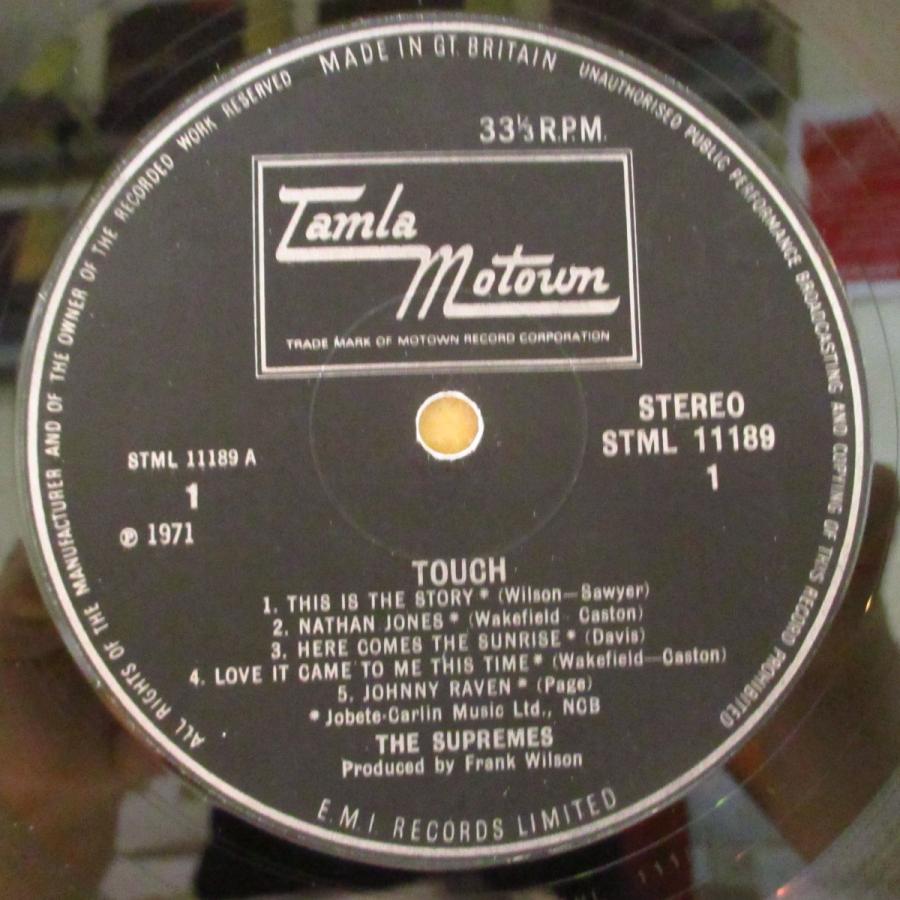 MADE IN GT. BRITAIN
UNAUTHORISED PUBLIC PERFORMANCE BROADCASTING AND COPYING OF THIS RECORD PROHIBITED
ALL RIGHTS OF THE MANUFACTURER AND OF THE OWNER OF THE RECORDED WORK RESERVED
33⅓ R.P.M.
Tamla
Motown
TRADE MARK OF MOTOWN RECORD CORPORATION
STEREO
STML 11189
1
STML 11189 A
1
℗ 1971
TOUCH
1. THIS IS THE STORY * (Wilson—Sawyer)
2. NATHAN JONES * (Wakefield Caston)
3. HERE COMES THE SUNRISE * (Davis)
4. LOVE IT CAME TO ME THIS TIME * (Wakefield—Caston)
5. JOHNNY RAVEN * (Page)
* Jobete-Carlin Music Ltd., NCB
THE SUPREMES
Produced by Frank Wilson
E.M.I. RECORDS LIMITED